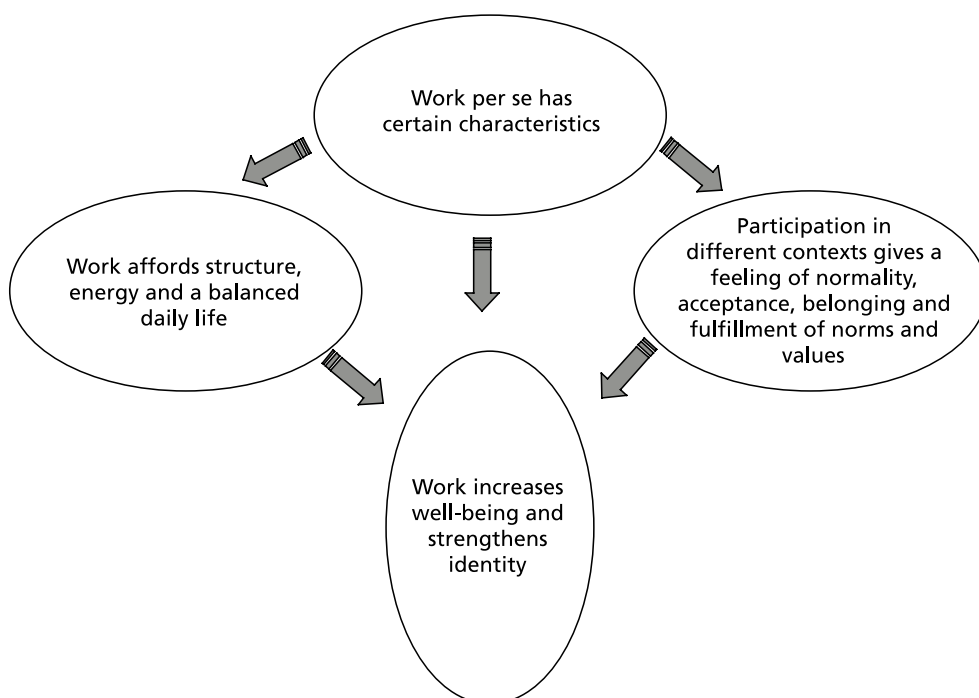 Work per se has
certain characteristics
Work affords structure,
energy and a balanced
daily life
Participation in
different contexts gives a
feeling of normality,
acceptance, belonging and
fulfillment of norms and
values
Work increases
well-being and
strengthens
identity